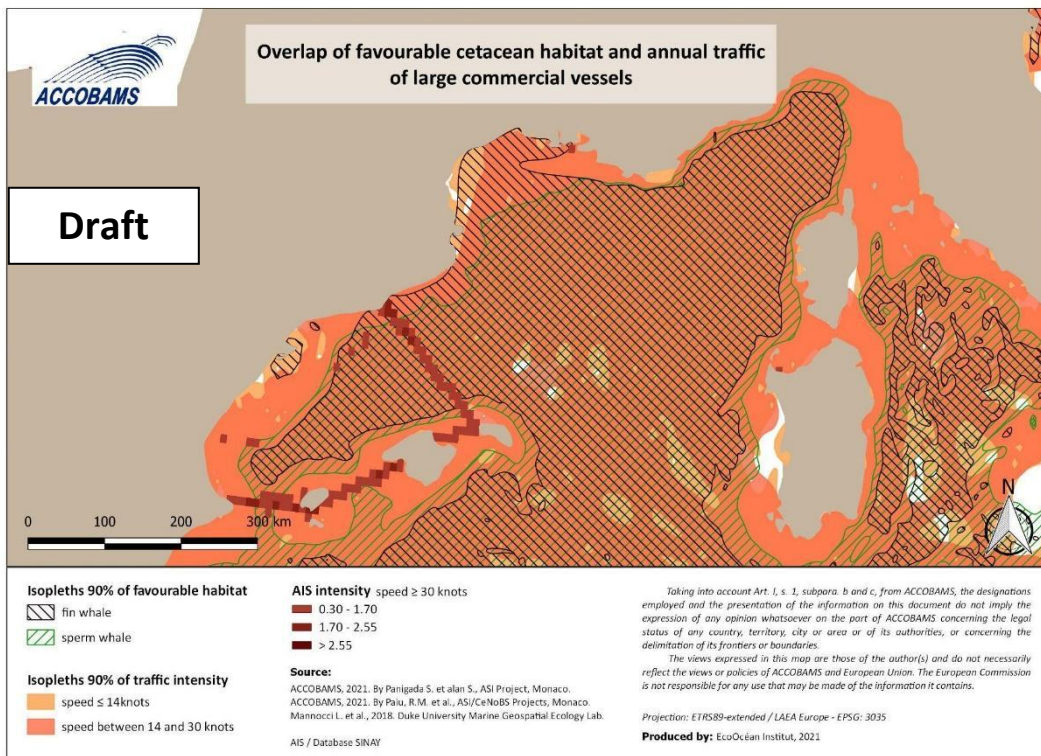 ACCOBAMS
Overlap of favourable cetacean habitat and annual traffic
of large commercial vessels
Draft
0 100 200 300 km
N
Isopleths 90% of favourable habitat
fin whale
sperm whale
Isopleths 90% of traffic intensity
speed ≤ 14knots
speed between 14 and 30 knots
AIS intensity speed ≥ 30 knots
0.30 - 1.70
1.70 - 2.55
> 2.55
Source:
ACCOBAMS, 2021. By Panigada S. et alan S., ASI Project, Monaco.
ACCOBAMS, 2021. By Paiu, R.M. et al., ASI/CeNoBS Projects, Monaco.
Mannocci L. et al., 2018. Duke University Marine Geospatial Ecology Lab.
AIS / Database SINAY
Taking into account Art. I, s. 1, subpara. b and c, from ACCOBAMS, the designations
employed and the presentation of the information on this document do not imply the
expression of any opinion whatsoever on the part of ACCOBAMS concerning the legal
status of any country, territory, city or area or of its authorities, or concerning the
delimitation of its frontiers or boundaries.
The views expressed in this map are those of the author(s) and do not necessarily
reflect the views or policies of ACCOBAMS and European Union. The European Commission
is not responsible for any use that may be made of the information it contains.
Projection: ETRS89-extended / LAEA Europe - EPSG: 3035
Produced by: EcoOcéan Institut, 2021